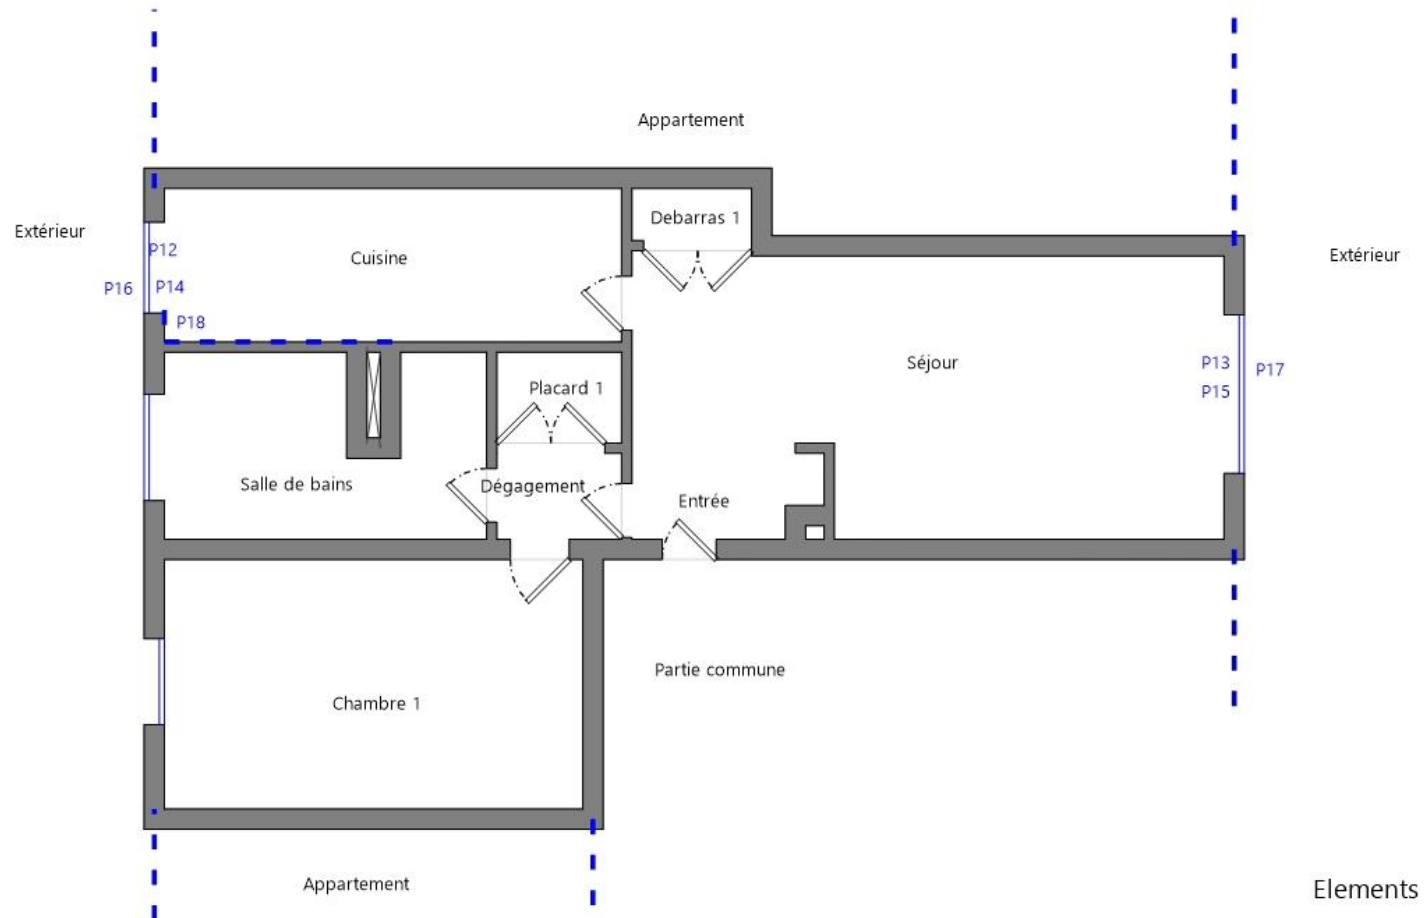 Appartement
Extérieur
Debarras 1
P12
Cuisine
Extérieur
P16
P14
P18
Séjour
P13
P17
P15
Placard 1
Salle de bains
Dégagement
Entrée
Partie commune
Chambre 1
Appartement
Elements